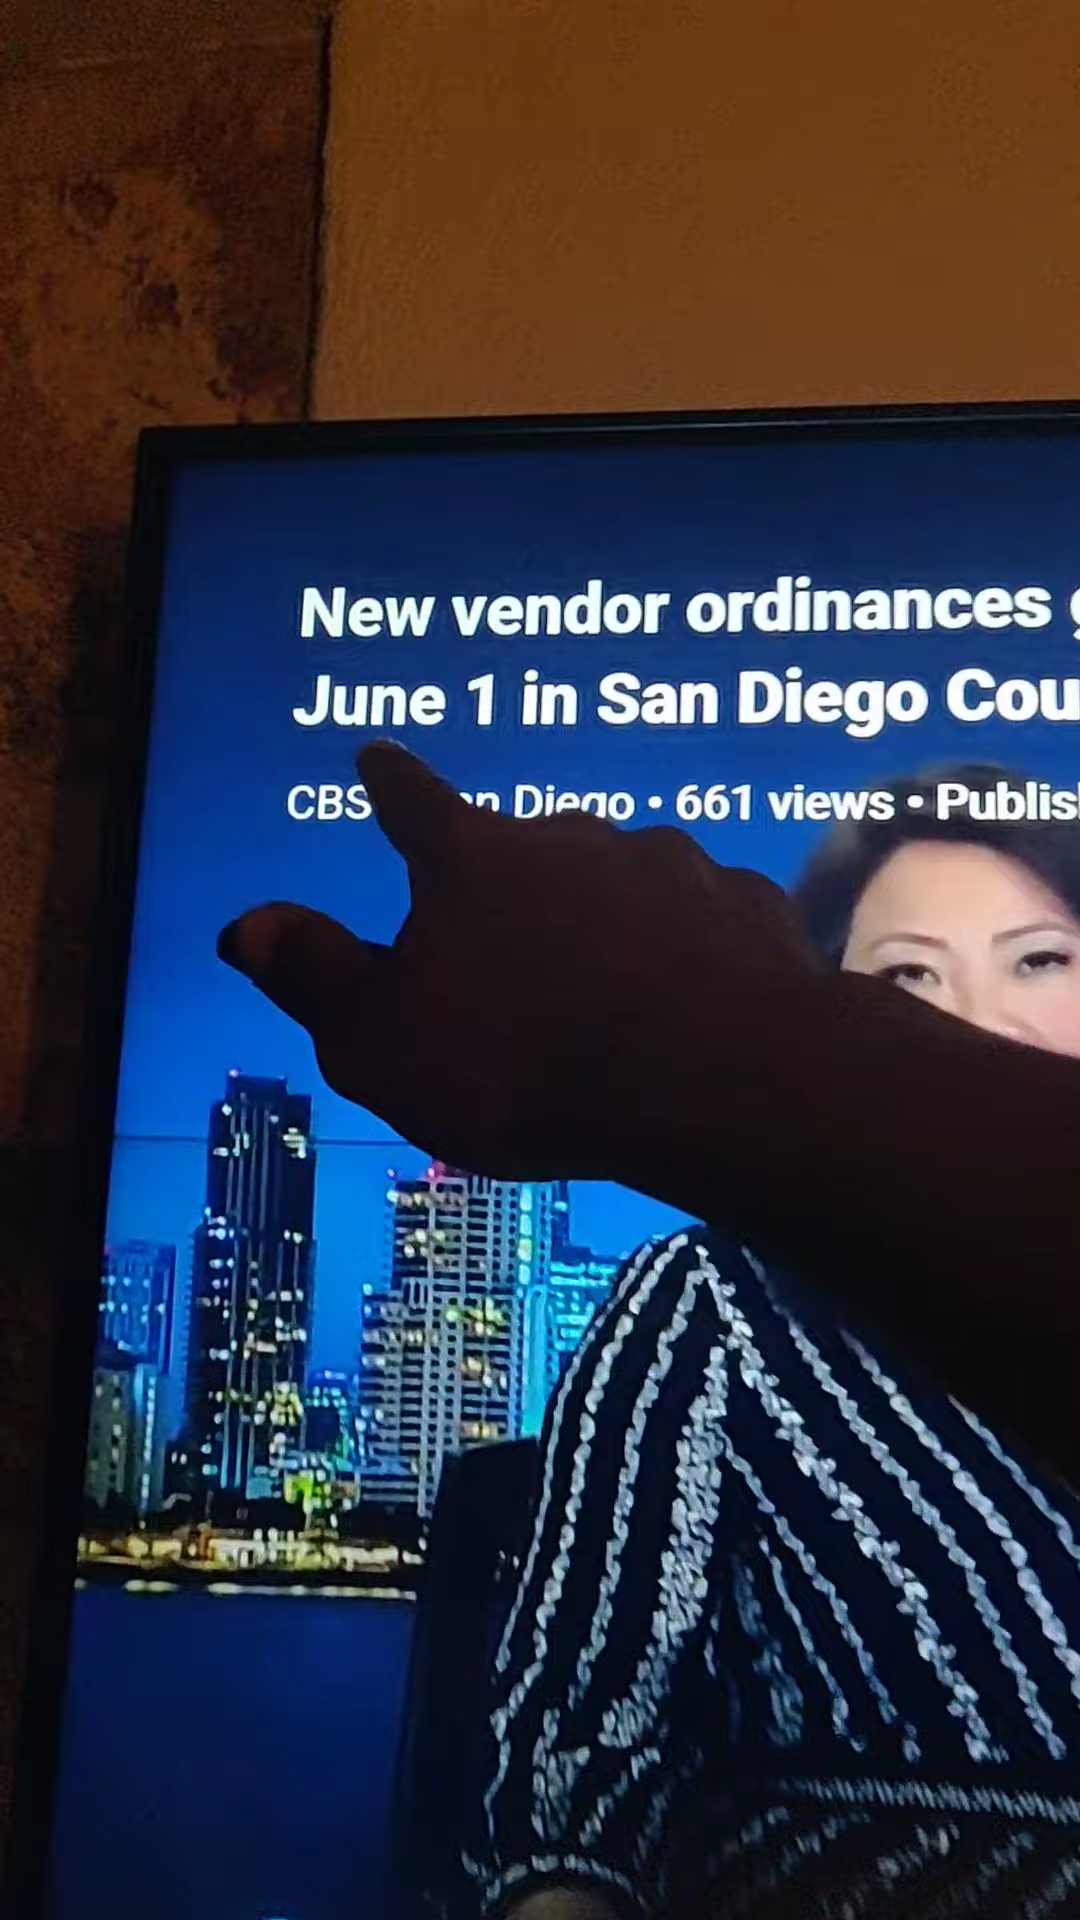 New vendor ordinances
June 1 in San Diego
CBS Diego • 661 views •